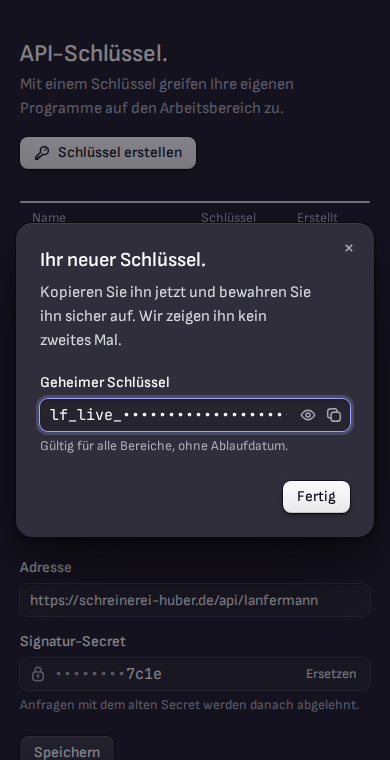 API-Schlüssel.
Mit einem Schlüssel greifen Ihre eigenen
Programme auf den Arbeitsbereich zu.
Schlüssel erstellen
Name Schlüssel Erstellt
Ihr neuer Schlüssel.
Kopieren Sie ihn jetzt und bewahren Sie
ihn sicher auf. Wir zeigen ihn kein
zweites Mal.
Geheimer Schlüssel
lf_live_••••••••••••••••••
Gültig für alle Bereiche, ohne Ablaufdatum.
Fertig
Adresse
https://schreinerei-huber.de/api/lanfermann
Signatur-Secret
••••••••7c1e Ersetzen
Anfragen mit dem alten Secret werden danach abgelehnt.
Speichern